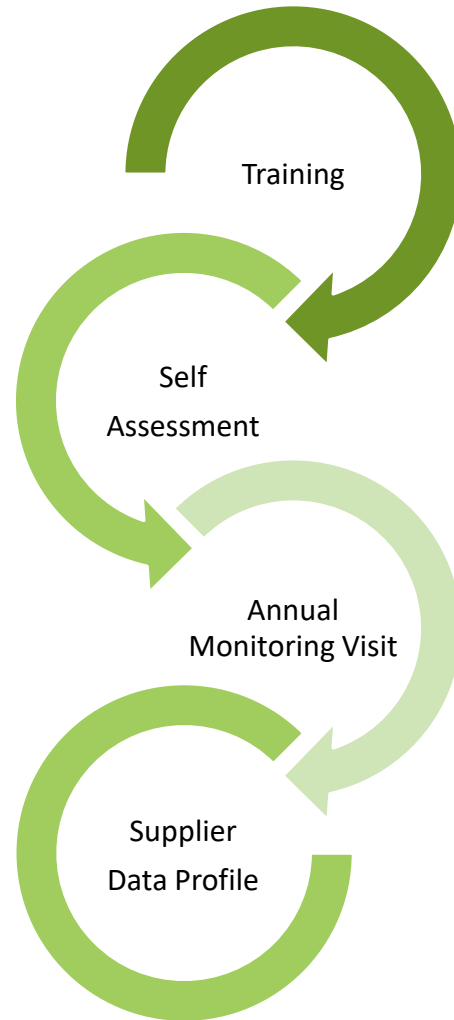 Training
Self
Assessment
Annual
Monitoring Visit
Supplier
Data Profile